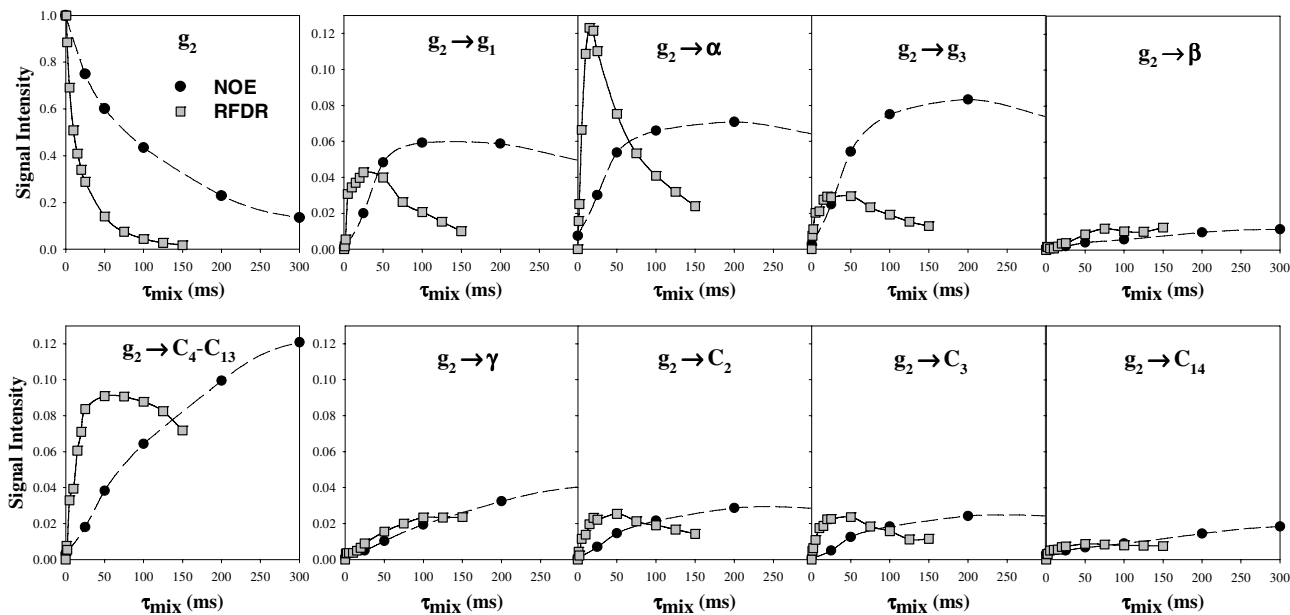 g₂
NOE
RFDR
g₂ → g₁
g₂ → α
g₂ → g₃
g₂ → β
Signal Intensity
1.0
0.8
0.6
0.4
0.2
0.0
0.12
0.10
0.08
0.06
0.04
0.02
0.00
0 50 100 150 200 250 300
0 50 100 150 200 250
0 50 100 150 200 250
0 50 100 150 200 250
0 50 100 150 200 250 300
τmix (ms)
τmix (ms)
τmix (ms)
τmix (ms)
τmix (ms)
g₂ → C₄-C₁₃
g₂ → γ
g₂ → C₂
g₂ → C₃
g₂ → C₁₄
Signal Intensity
0.12
0.10
0.08
0.06
0.04
0.02
0.00
0 50 100 150 200 250 300
0 50 100 150 200 250
0 50 100 150 200 250
0 50 100 150 200 250
0 50 100 150 200 250 300
τmix (ms)
τmix (ms)
τmix (ms)
τmix (ms)
τmix (ms)